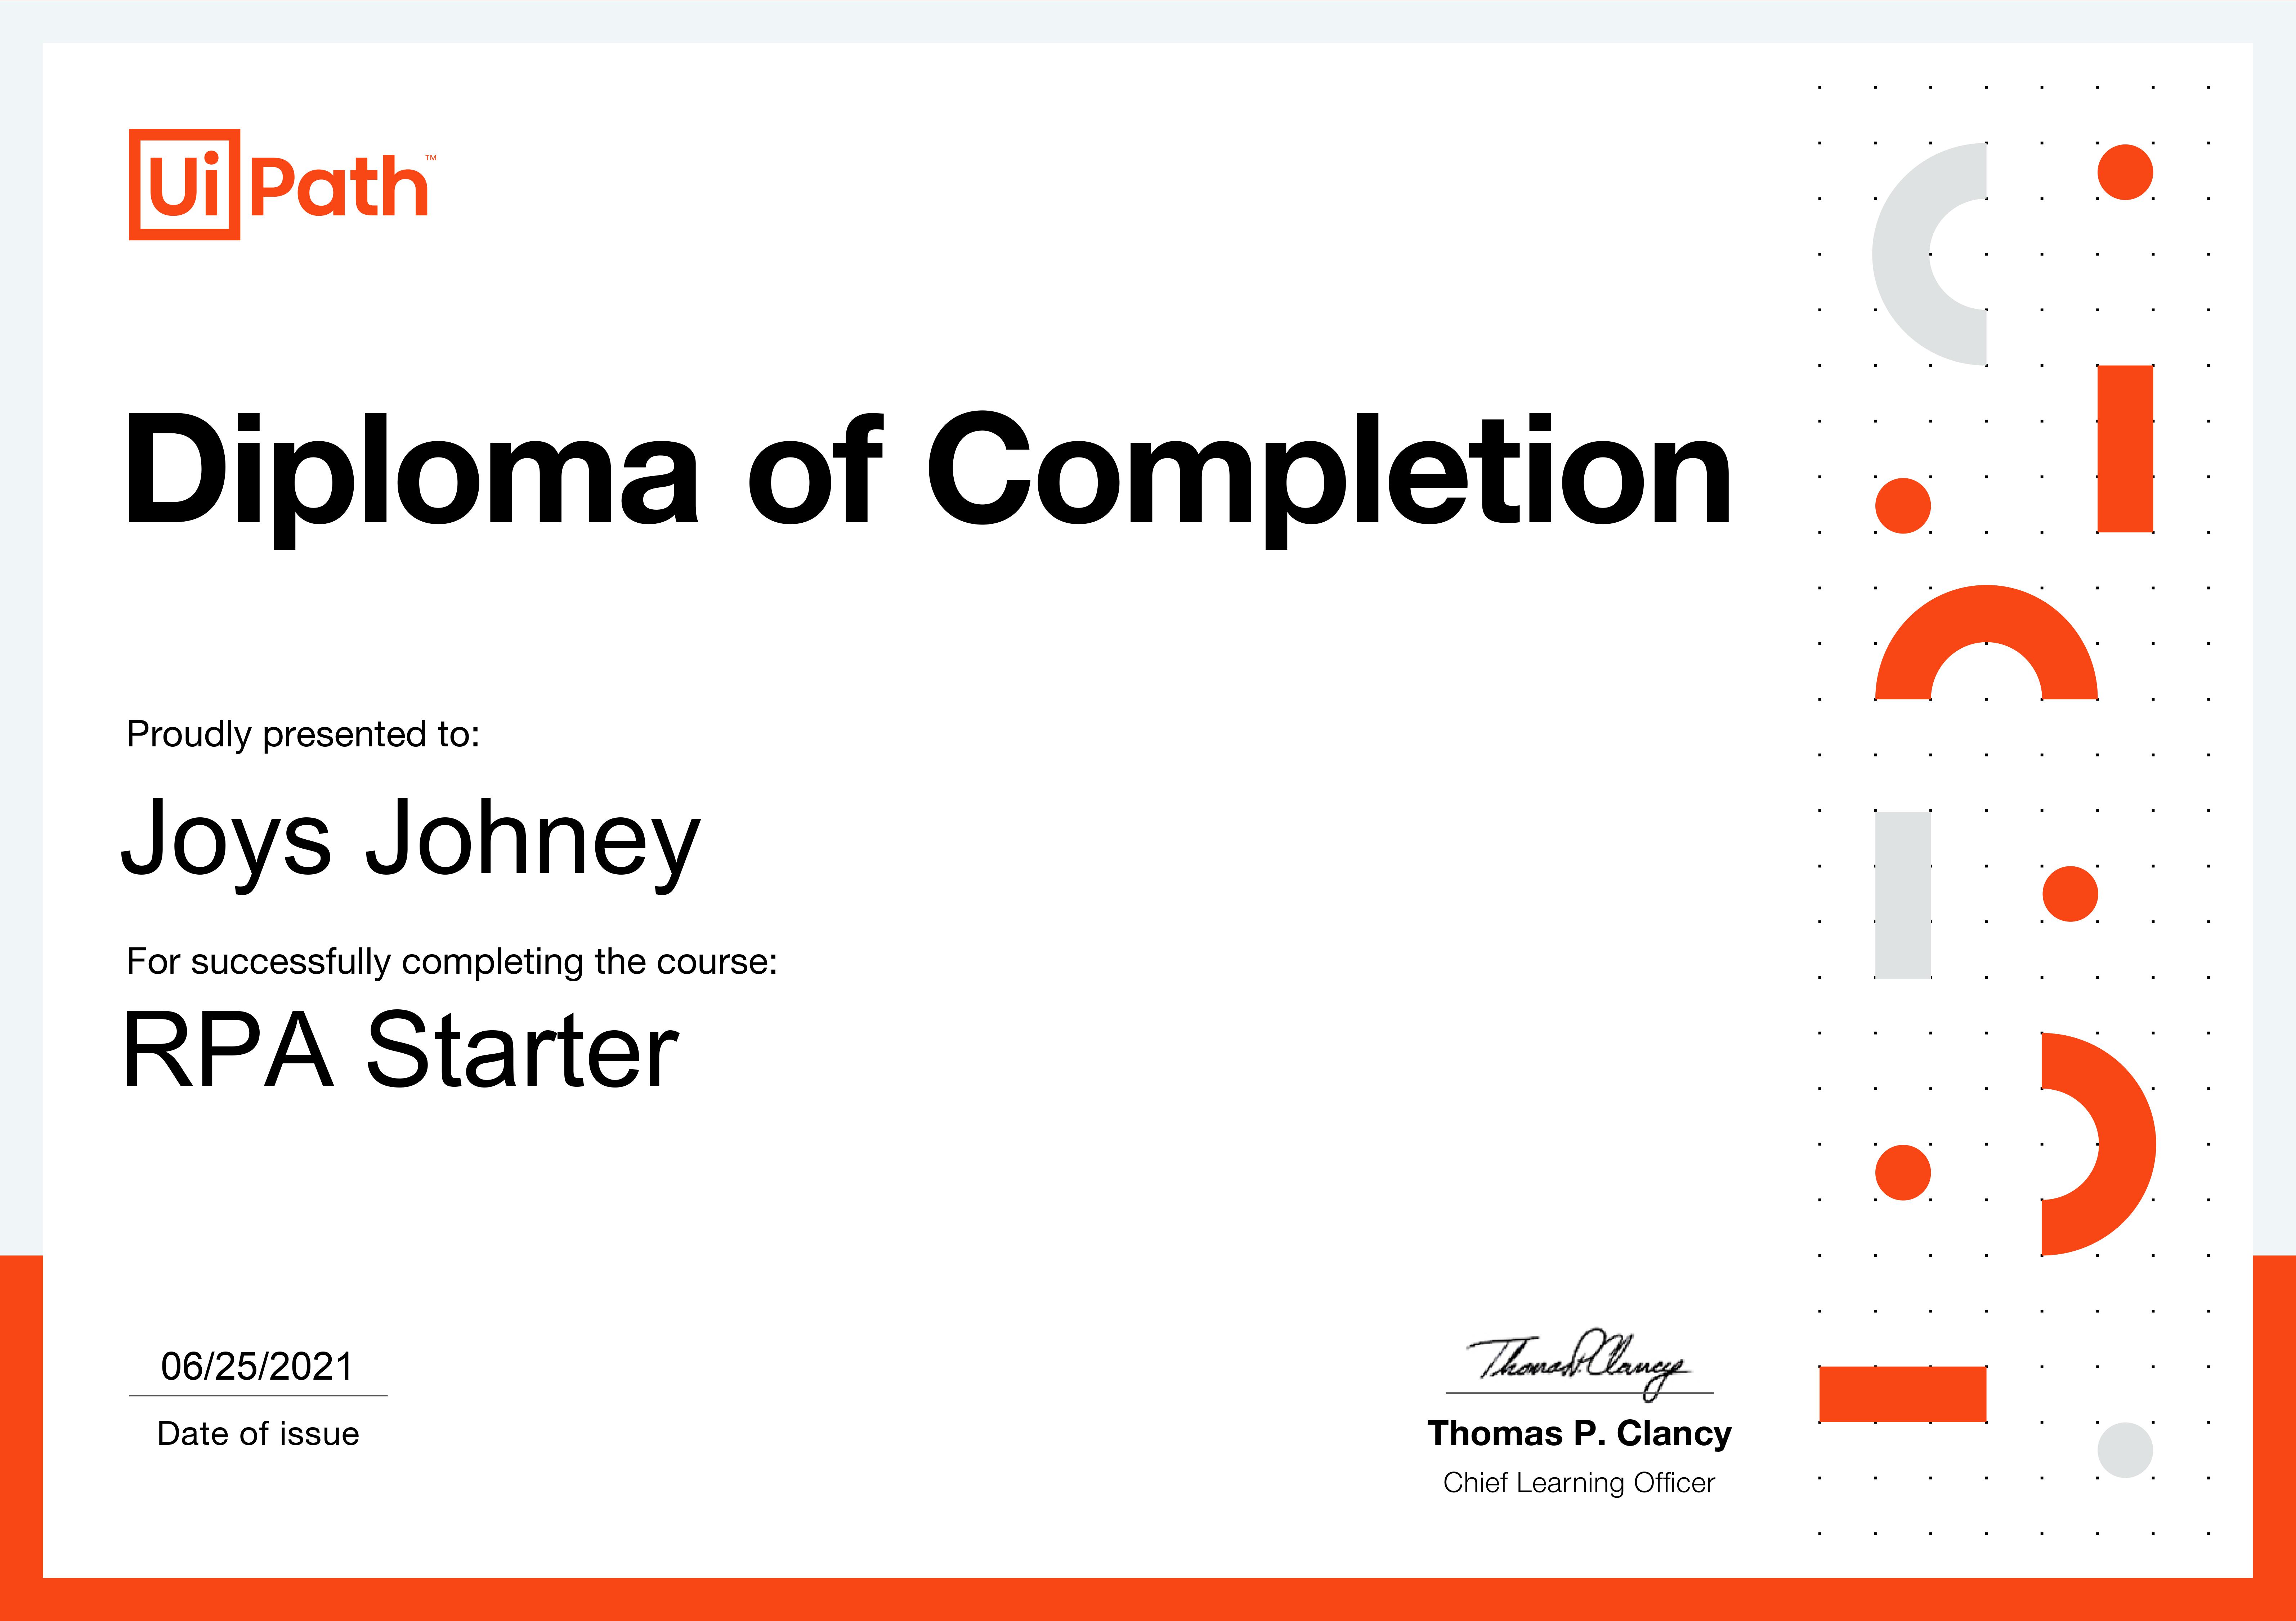 UiPath™
Diploma of Completion
Proudly presented to:
Joys Johney
For successfully completing the course:
RPA Starter
06/25/2021
Date of issue
Thomas P. Clancy
Thomas P. Clancy
Chief Learning Officer